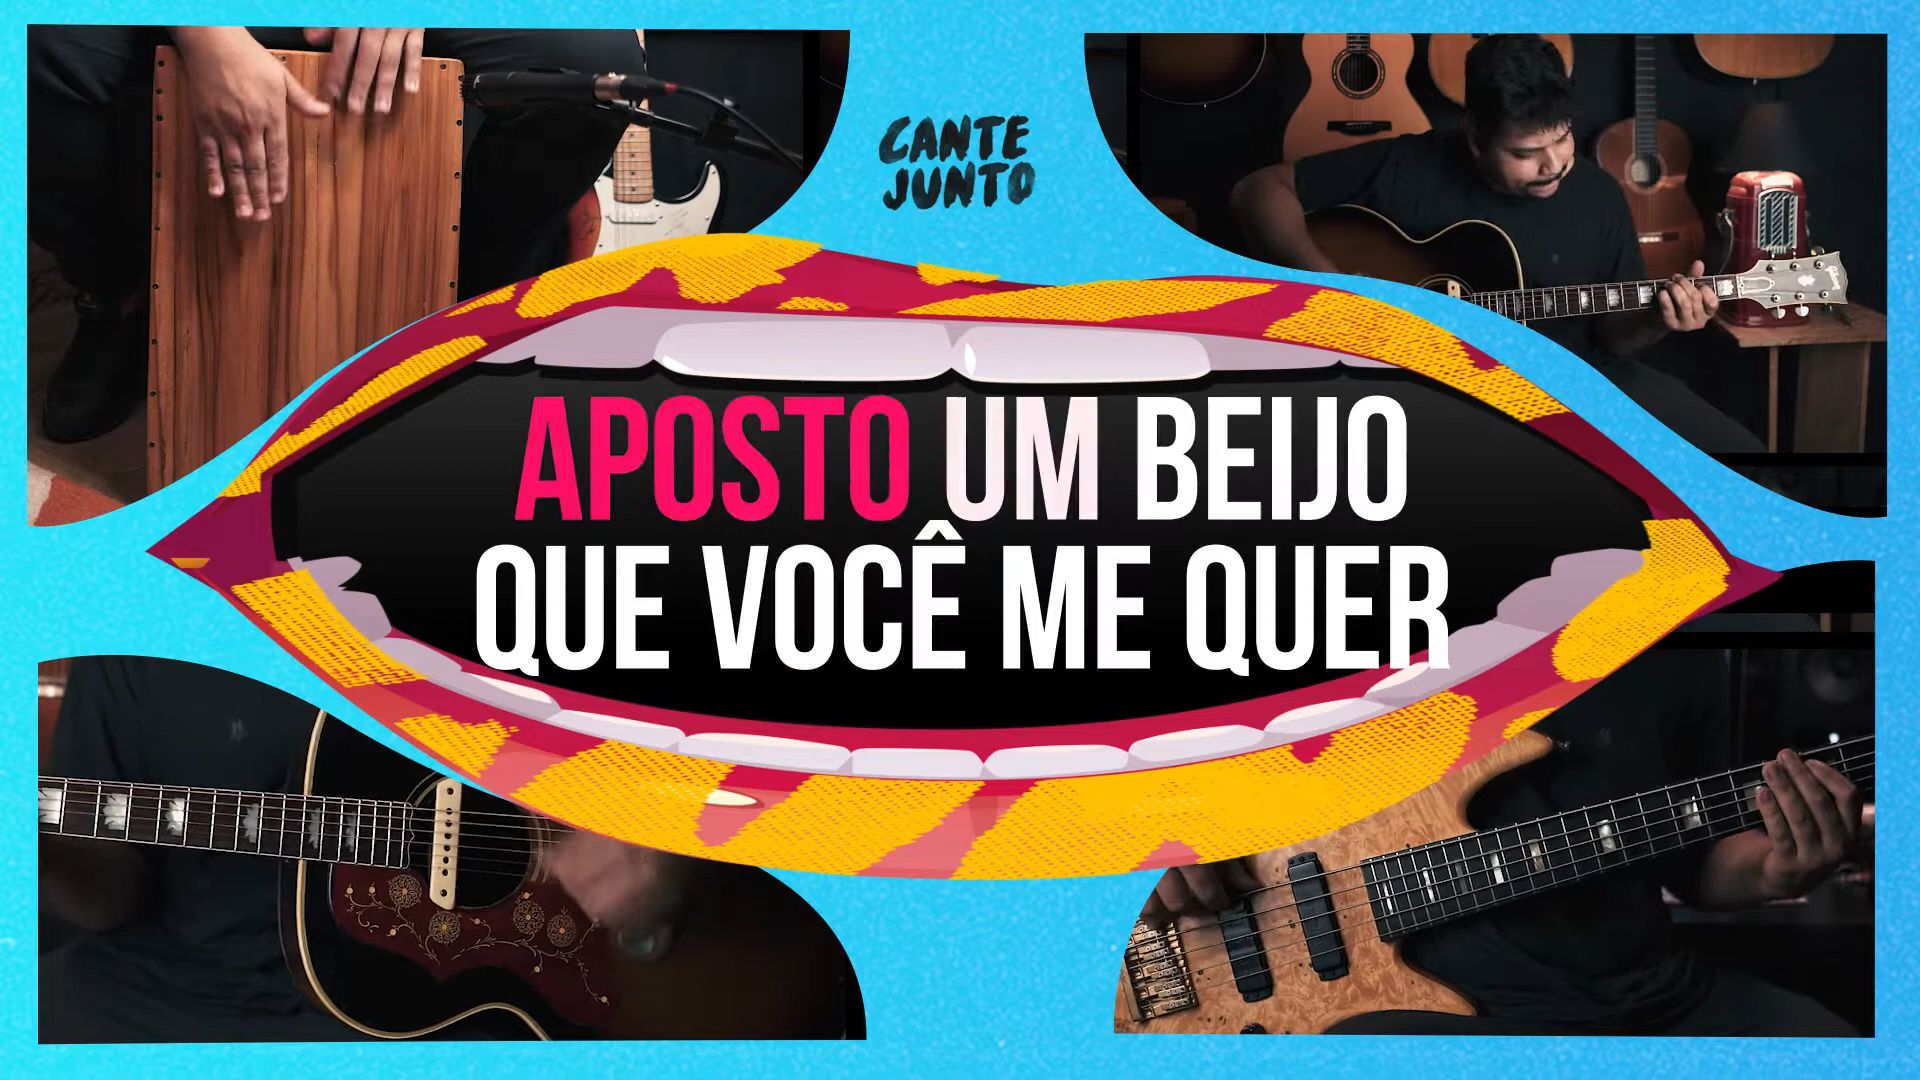 CANTE
JUNTO
APOSTO UM BEIJO
QUE VOCÊ ME QUER